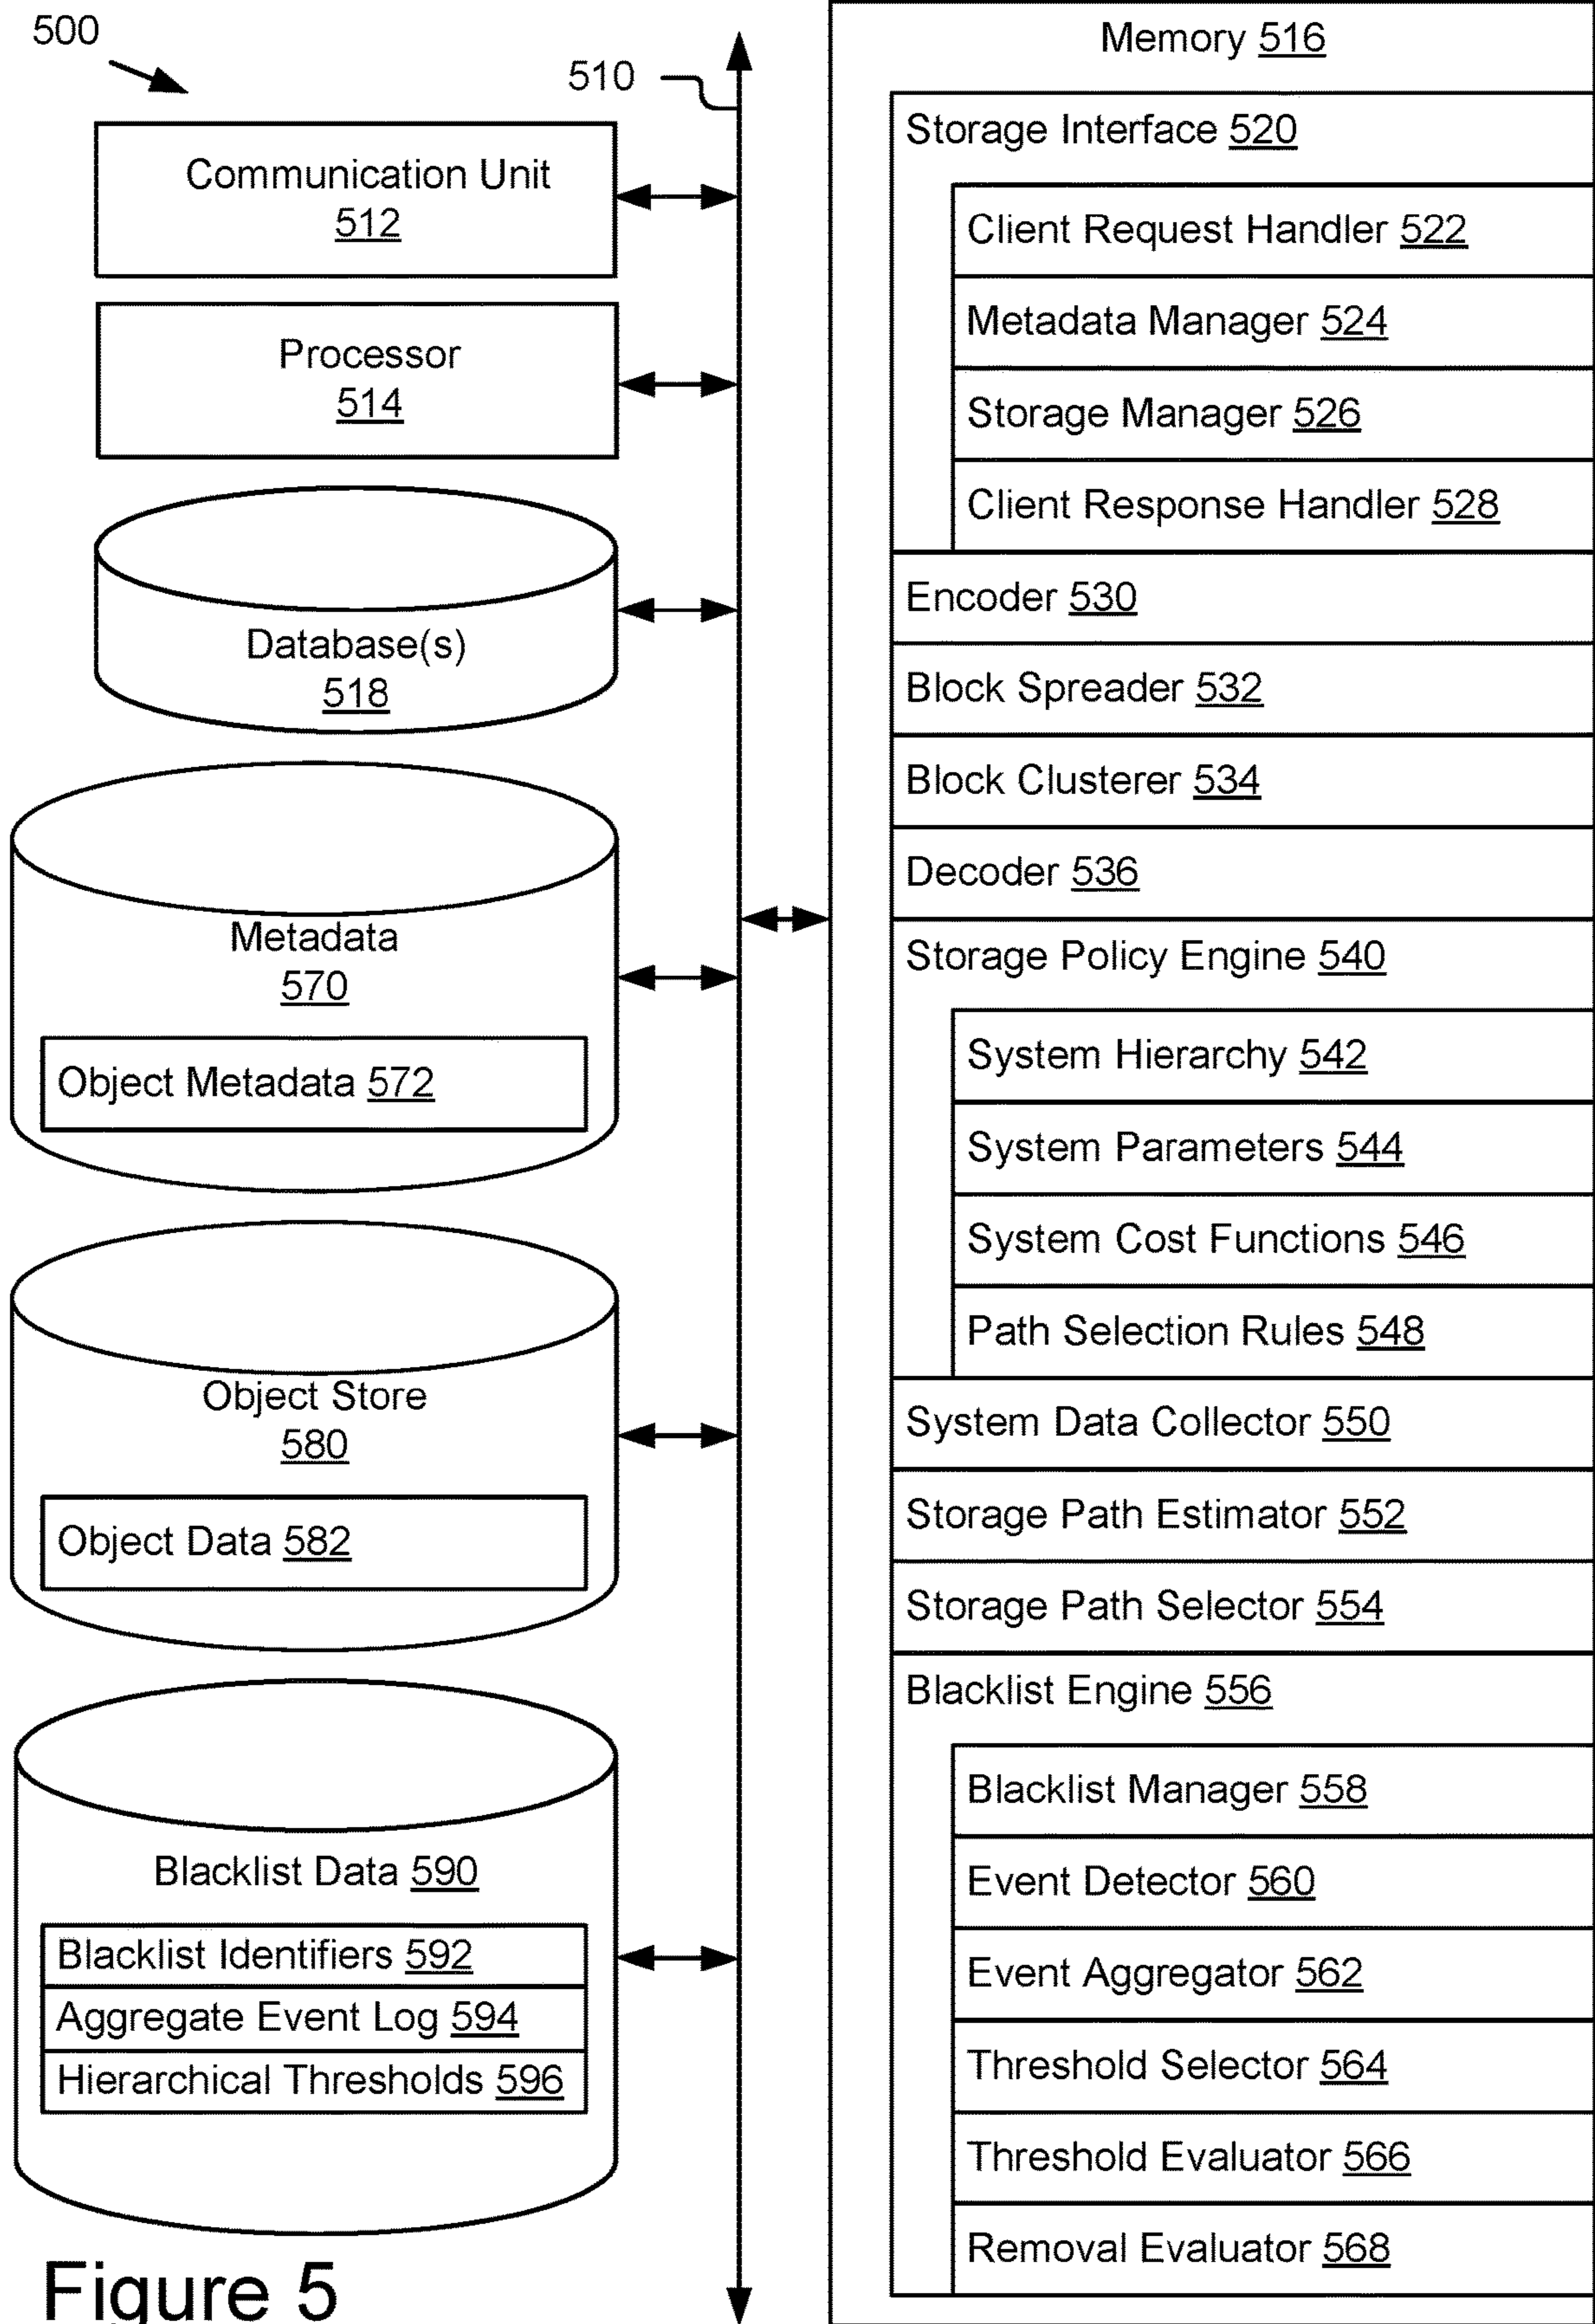 500
510
Communication Unit
512
Processor
514
Database(s)
518
Metadata
570
Object Metadata 572
Object Store
580
Object Data 582
Blacklist Data 590
Blacklist Identifiers 592
Aggregate Event Log 594
Hierarchical Thresholds 596
Figure 5
Memory 516
Storage Interface 520
Client Request Handler 522
Metadata Manager 524
Storage Manager 526
Client Response Handler 528
Encoder 530
Block Spreader 532
Block Clusterer 534
Decoder 536
Storage Policy Engine 540
System Hierarchy 542
System Parameters 544
System Cost Functions 546
Path Selection Rules 548
System Data Collector 550
Storage Path Estimator 552
Storage Path Selector 554
Blacklist Engine 556
Blacklist Manager 558
Event Detector 560
Event Aggregator 562
Threshold Selector 564
Threshold Evaluator 566
Removal Evaluator 568